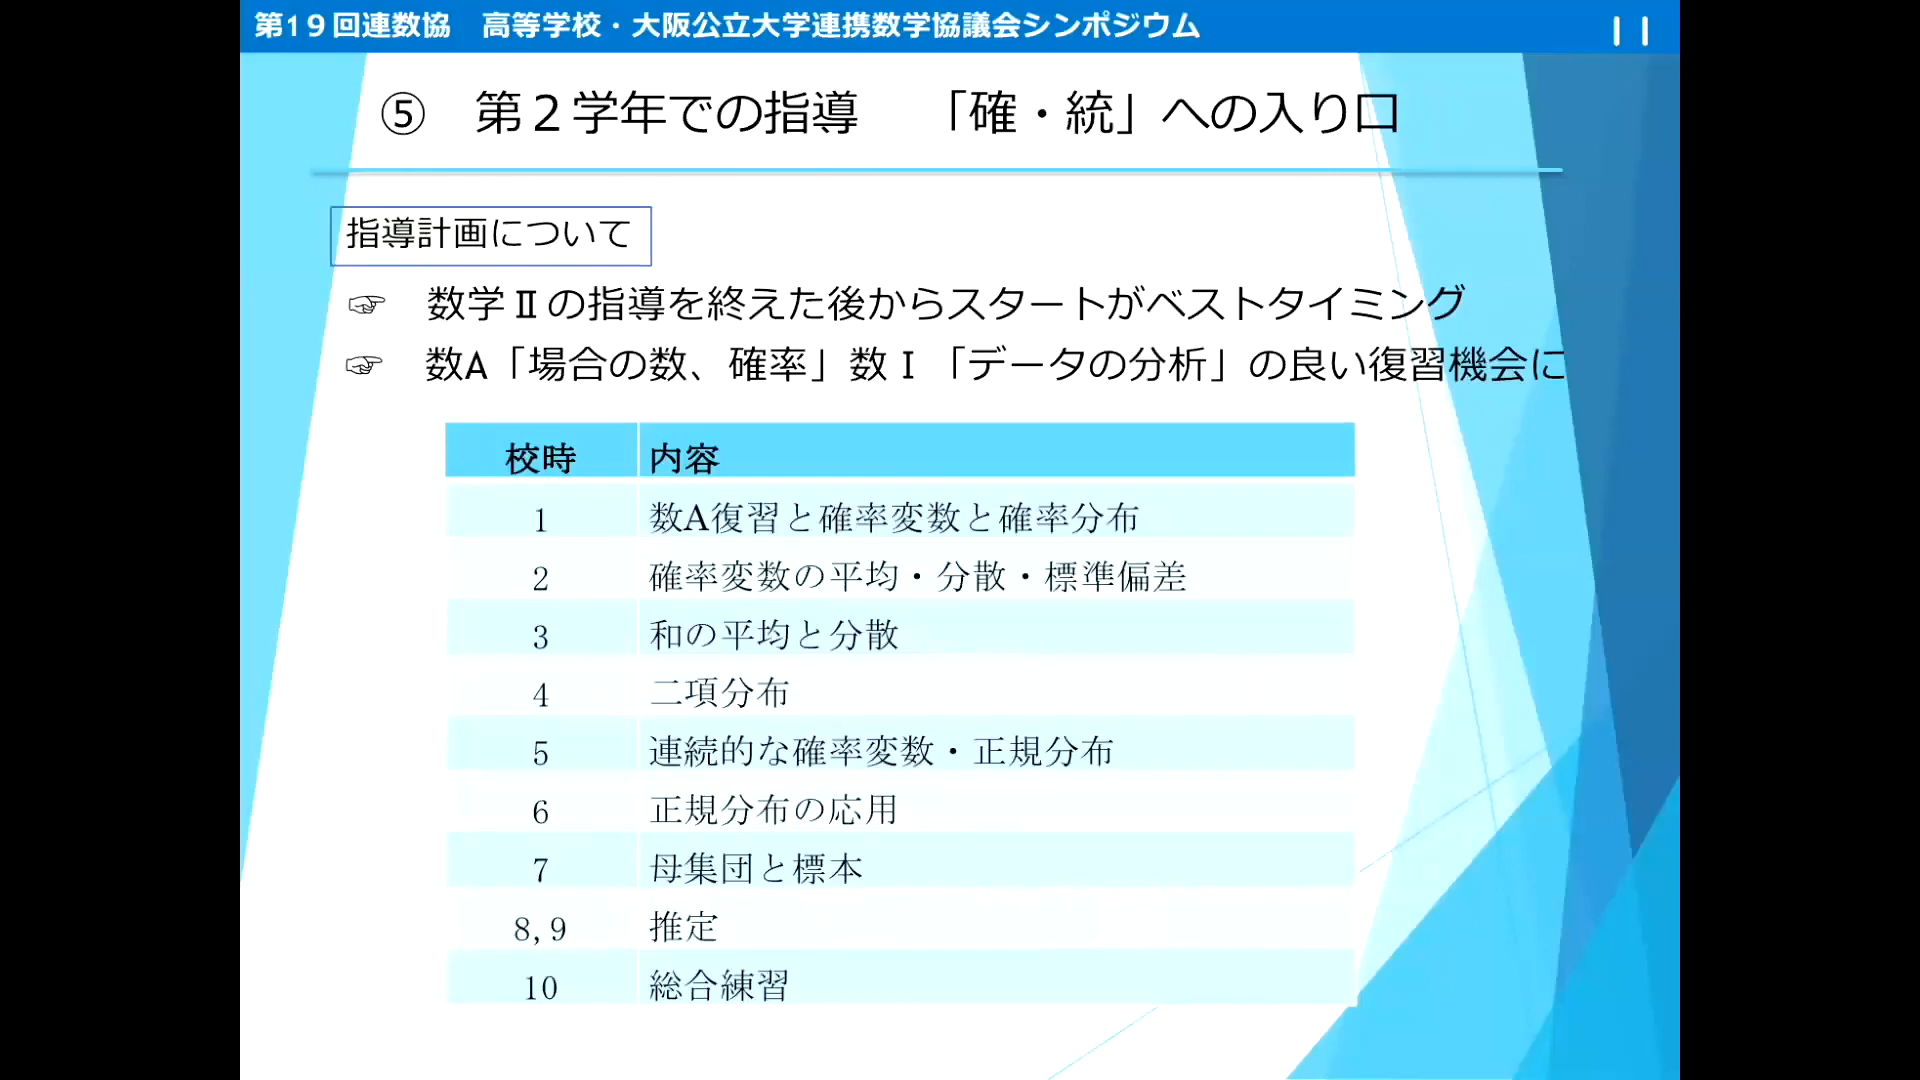 第1９回連数協　高等学校・大阪公立大学連携数学協議会シンポジウム
11
⑤　第２学年での指導　「確・統」への入り口
指導計画について
☞　数学Ⅱの指導を終えた後からスタートがベストタイミング
☞　数A「場合の数、確率」数Ⅰ「データの分析」の良い復習機会に
校時　内容
1　数A復習と確率変数と確率分布
2　確率変数の平均・分散・標準偏差
3　和の平均と分散
4　二項分布
5　連続的な確率変数・正規分布
6　正規分布の応用
7　母集団と標本
8,9　推定
10　総合練習